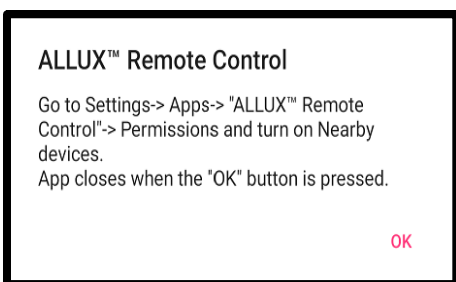 ALLUX™ Remote Control
Go to Settings-> Apps-> "ALLUX™ Remote
Control"-> Permissions and turn on Nearby
devices.
App closes when the "OK" button is pressed.
OK